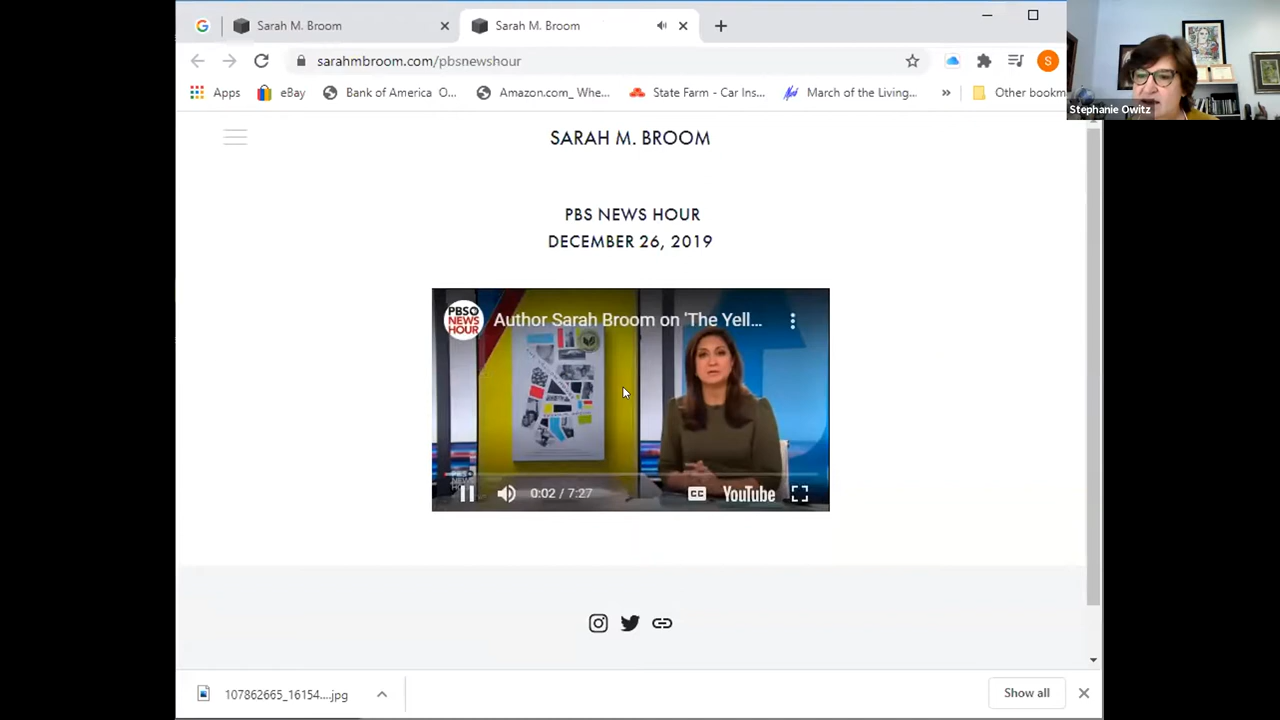 Sarah M. Broom
Sarah M. Broom
sarahmbroom.com/pbsnewshour
S
Apps
eBay
Bank of America O...
Amazon.com_ Whe...
State Farm - Car Ins...
March of the Living...
»
Other bookm
Stephanie Owitz
SARAH M. BROOM
PBS NEWS HOUR
DECEMBER 26, 2019
PBS
NEWS
HOUR
Author Sarah Broom on 'The Yell...
0:02 / 7:27
CC
YouTube
107862665_16154....jpg
Show all